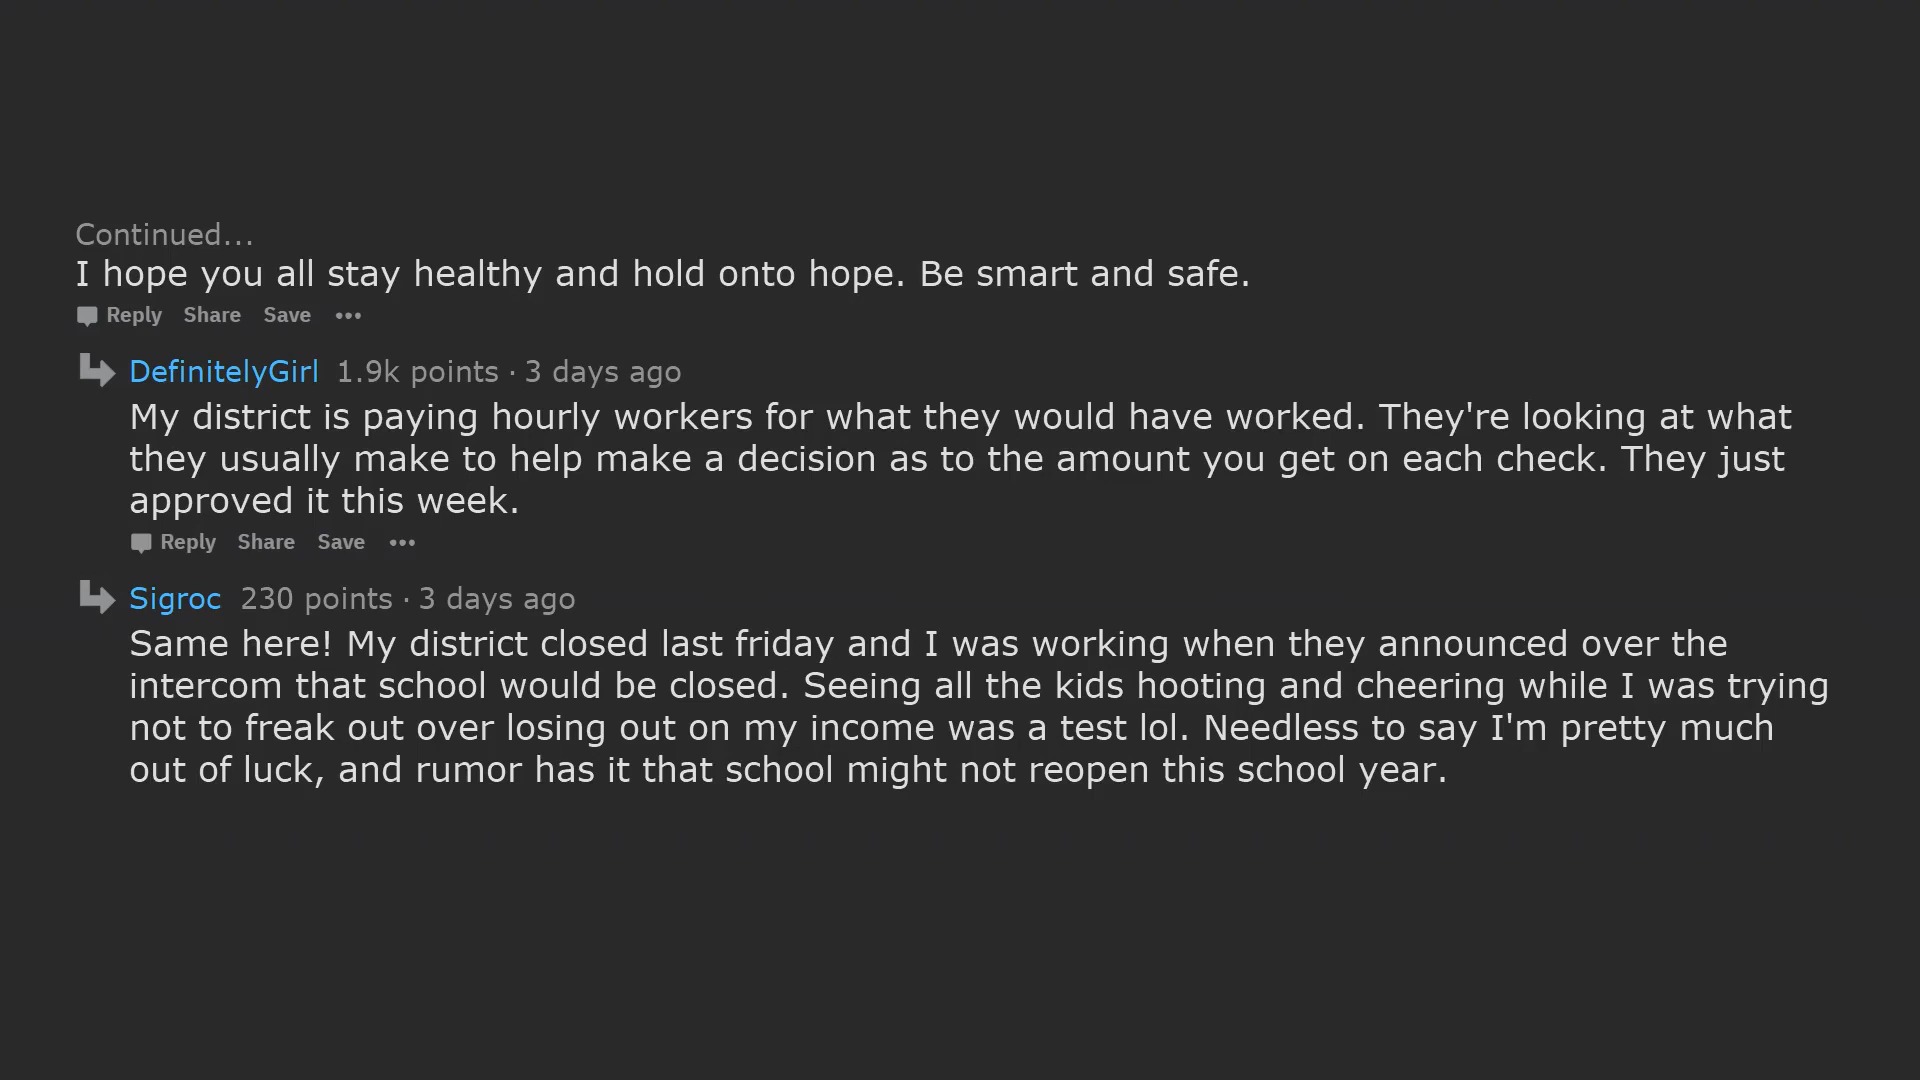 Continued...
I hope you all stay healthy and hold onto hope. Be smart and safe.
Reply Share Save •••
DefinitelyGirl 1.9k points · 3 days ago
My district is paying hourly workers for what they would have worked. They're looking at what
they usually make to help make a decision as to the amount you get on each check. They just
approved it this week.
Reply Share Save •••
Sigroc 230 points · 3 days ago
Same here! My district closed last friday and I was working when they announced over the
intercom that school would be closed. Seeing all the kids hooting and cheering while I was trying
not to freak out over losing out on my income was a test lol. Needless to say I'm pretty much
out of luck, and rumor has it that school might not reopen this school year.